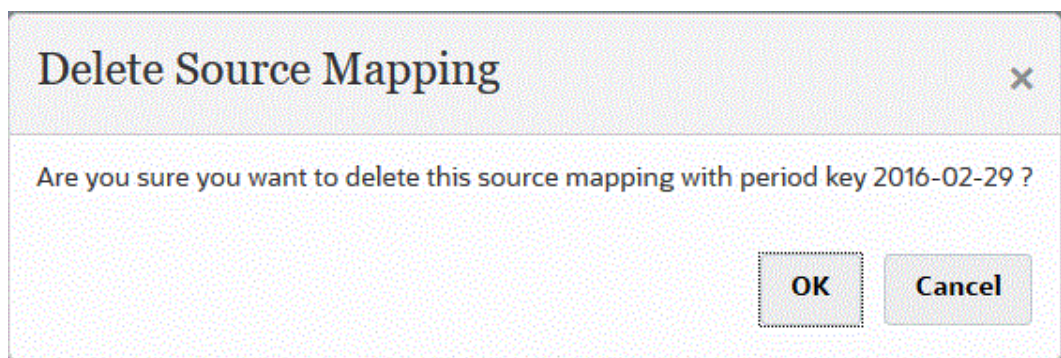 Delete Source Mapping
Are you sure you want to delete this source mapping with period key 2016-02-29 ?
OK Cancel